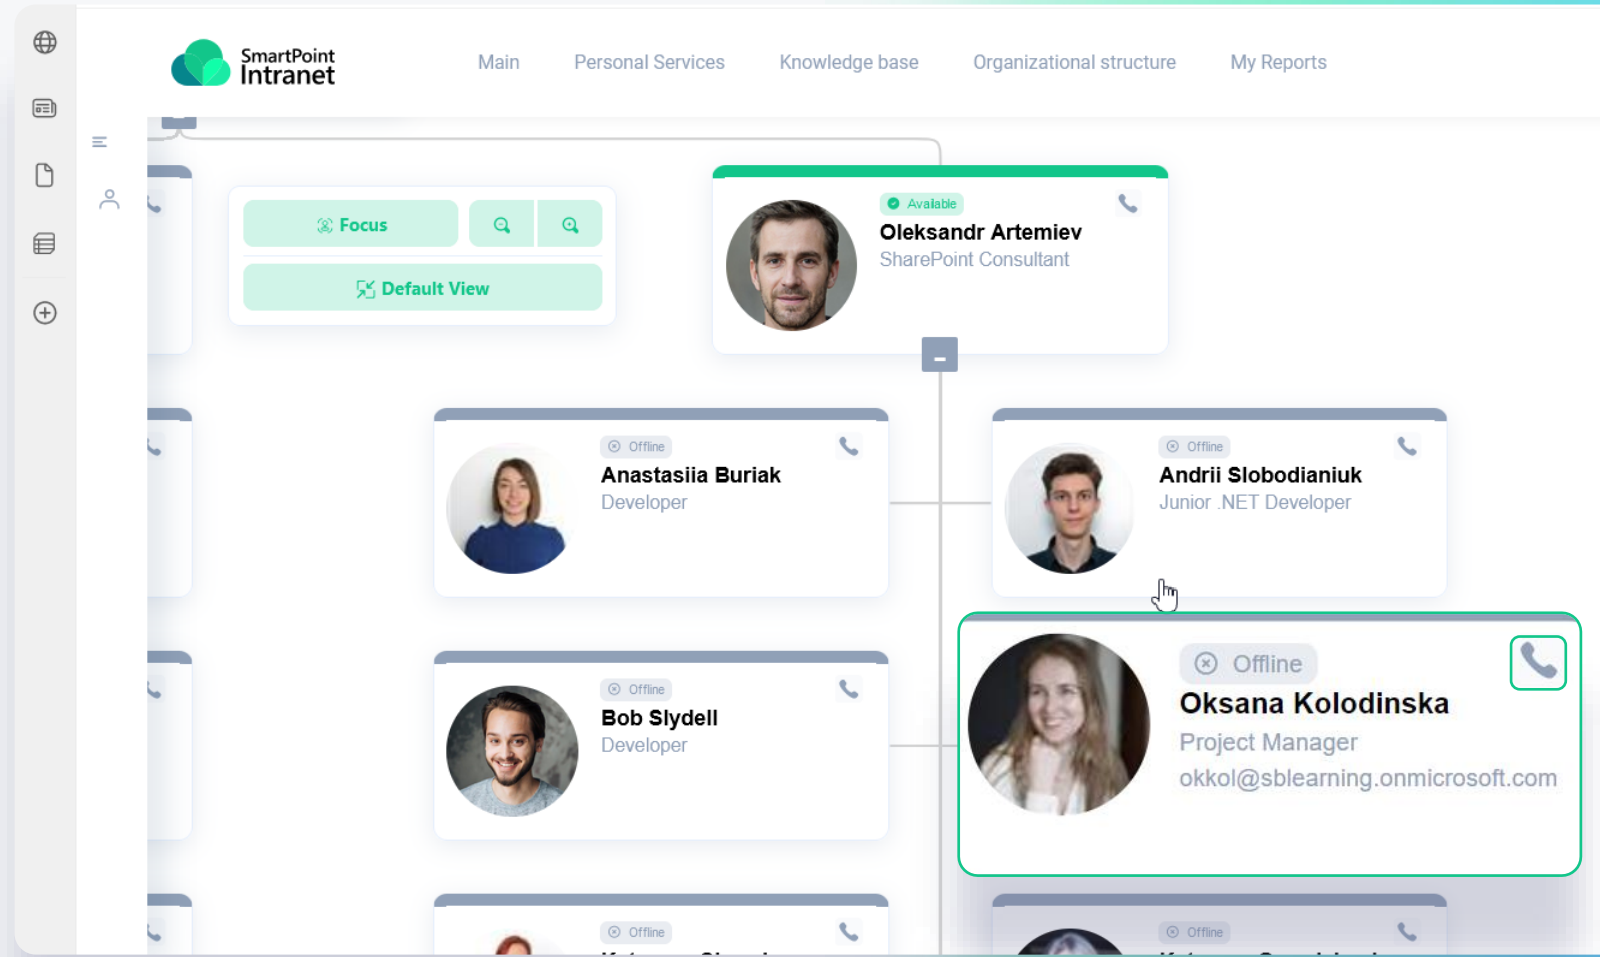 SmartPoint
Intranet
Main
Personal Services
Knowledge base
Organizational structure
My Reports
Focus
Default View
Available
Oleksandr Artemiev
SharePoint Consultant
Offline
Anastasiia Buriak
Developer
Offline
Andrii Slobodianiuk
Junior .NET Developer
Offline
Bob Slydell
Developer
Offline
Oksana Kolodinska
Project Manager
okkol@sblearning.onmicrosoft.com
Offline
Offline